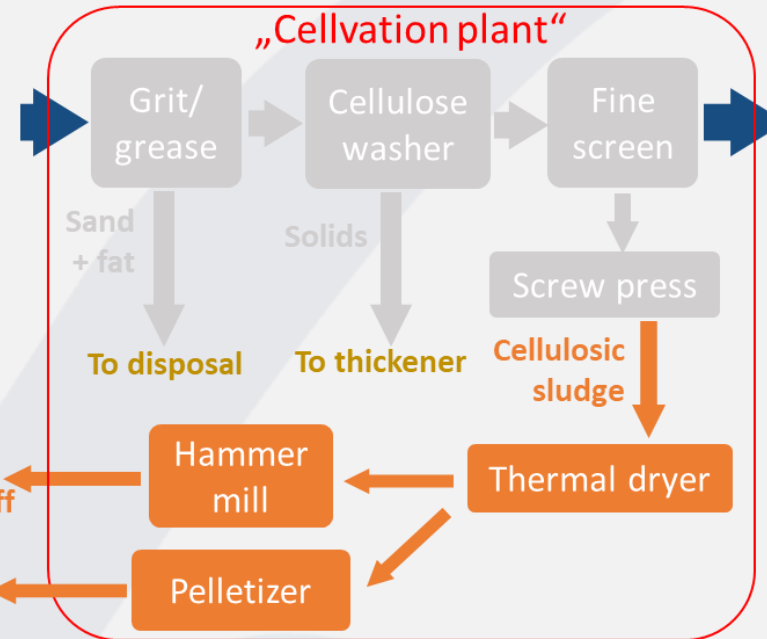 „Cellvation plant“
Grit/
grease
Cellulose
washer
Fine
screen
Sand
+ fat
Solids
Screw press
To disposal
To thickener
Cellulosic
sludge
Hammer
mill
Thermal dryer
Pelletizer